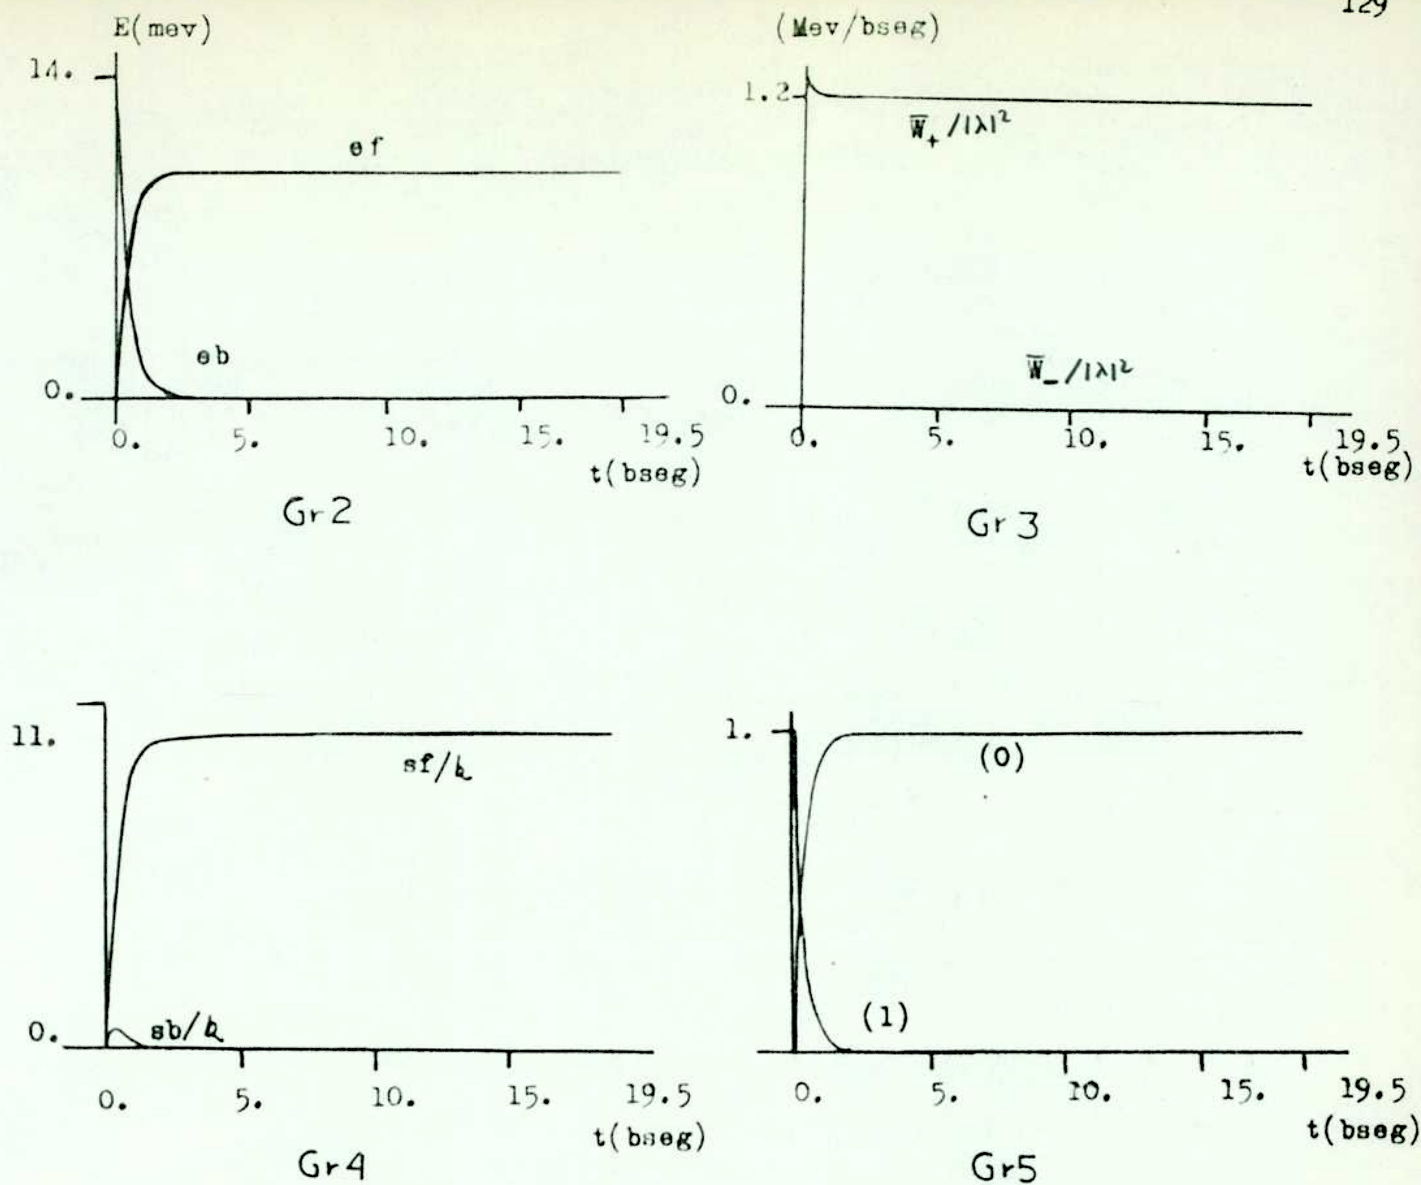 129
E(mev)
14.
ef
eb
0.
0. 5. 10. 15. 19.5
t(bseg)
Gr2
(Mev/bseg)
1.2
W̅₊/|λ|²
W̅₋/|λ|²
0.
0. 5. 10. 15. 19.5
t(bseg)
Gr3
11.
sf/k
0.
sb/k
0. 5. 10. 15. 19.5
t(bseg)
Gr4
1.
(0)
(1)
0. 5. 10. 15. 19.5
t(bseg)
Gr5